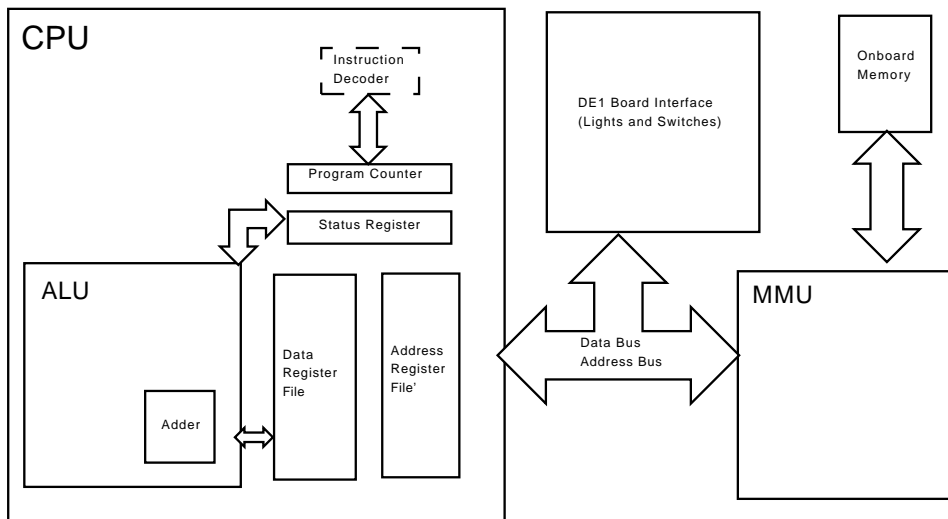 CPU
Instruction
Decoder
Program Counter
Status Register
ALU
Adder
Data
Register
File
Address
Register
File'
DE1 Board Interface
(Lights and Switches)
Data Bus
Address Bus
Onboard
Memory
MMU